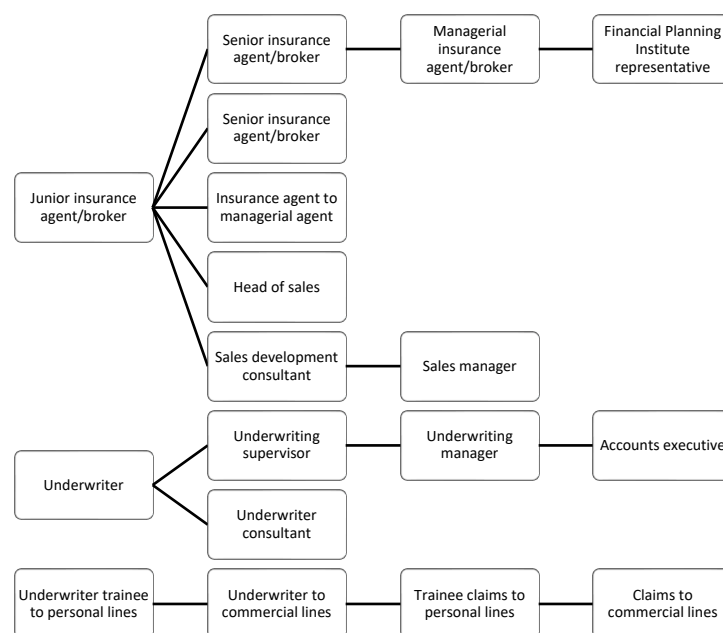 Senior insurance
agent/broker
Managerial
insurance
agent/broker
Financial Planning
Institute
representative
Senior insurance
agent/broker
Junior insurance
agent/broker
Insurance agent to
managerial agent
Head of sales
Sales development
consultant
Sales manager
Underwriter
Underwriting
supervisor
Underwriting
manager
Accounts executive
Underwriter
consultant
Underwriter trainee
to personal lines
Underwriter to
commercial lines
Trainee claims to
personal lines
Claims to
commercial lines